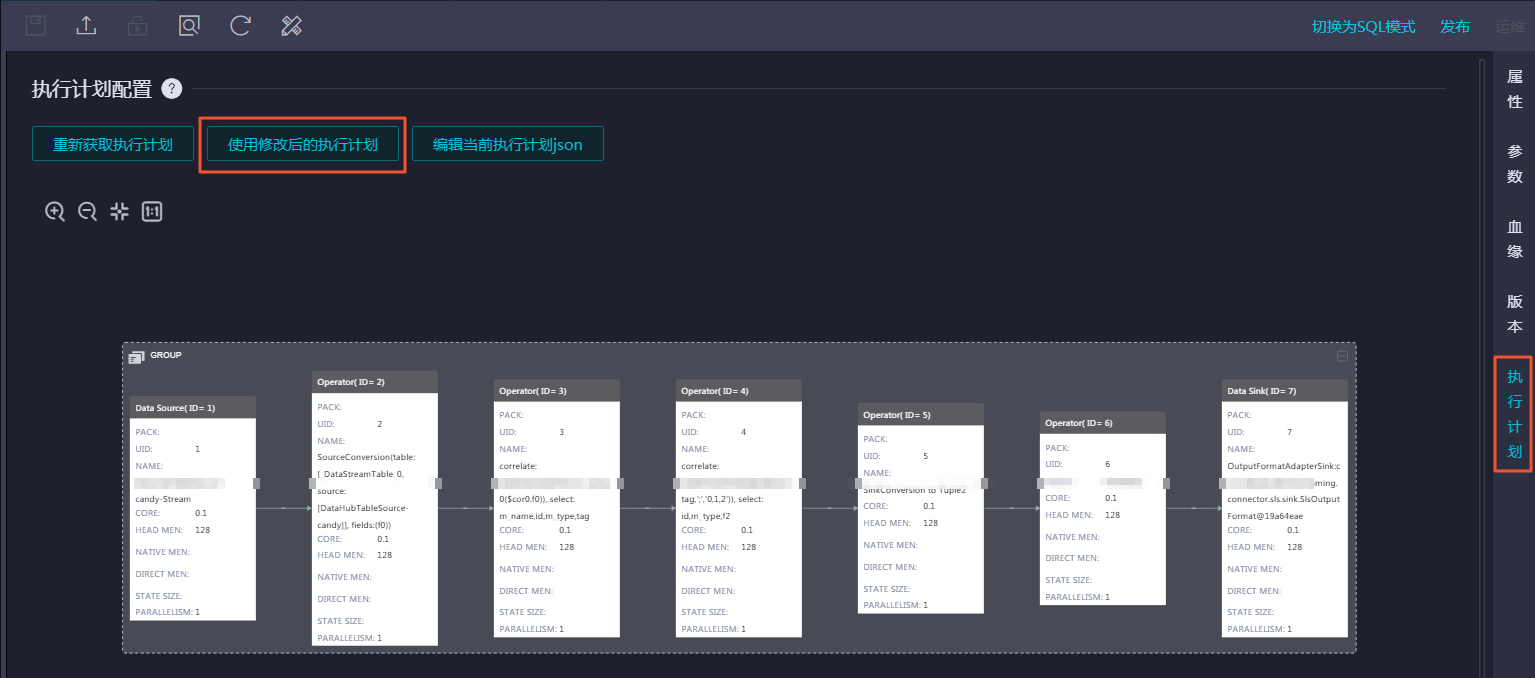 切换为SQL模式 发布 运维
执行计划配置 ?
重新获取执行计划 使用修改后的执行计划 编辑当前执行计划json
1:1
GROUP
Data Source( ID= 1)
PACK:
UID: 1
NAME:
candy-Stream
CORE: 0.1
HEAD MEN: 128
NATIVE MEN:
DIRECT MEN:
STATE SIZE:
PARALLELISM: 1
Operator( ID= 2)
PACK:
UID: 2
NAME:
SourceConversion(table:
[_DataStreamTable_0,
source:
[DataHubTableSource-
candy]], fields:(f0))
CORE: 0.1
HEAD MEN: 128
NATIVE MEN:
DIRECT MEN:
STATE SIZE:
PARALLELISM: 1
Operator( ID= 3)
PACK:
UID: 3
NAME:
correlate:
0($cor0.f0)), select:
m_name,id,m_type,tag
CORE: 0.1
HEAD MEN: 128
NATIVE MEN:
DIRECT MEN:
STATE SIZE:
PARALLELISM: 1
Operator( ID= 4)
PACK:
UID: 4
NAME:
correlate:
tag,';','0,1,2')), select:
id,m_type,f2
CORE: 0.1
HEAD MEN: 128
NATIVE MEN:
DIRECT MEN:
STATE SIZE:
PARALLELISM: 1
Operator( ID= 5)
PACK:
UID: 5
NAME:
SinkConversion to Tuple2
CORE: 0.1
HEAD MEN: 128
NATIVE MEN:
DIRECT MEN:
STATE SIZE:
PARALLELISM: 1
Operator( ID= 6)
PACK:
UID: 6
CORE: 0.1
HEAD MEN: 128
NATIVE MEN:
DIRECT MEN:
STATE SIZE:
PARALLELISM: 1
Data Sink( ID= 7)
PACK:
UID: 7
NAME:
OutputFormatAdapterSink:c
ming.
connector.sls.sink.SlsOutput
Format@19a64eae
CORE: 0.1
HEAD MEN: 128
NATIVE MEN:
DIRECT MEN:
STATE SIZE:
PARALLELISM: 1
属性
参数
血缘
版本
执行计划